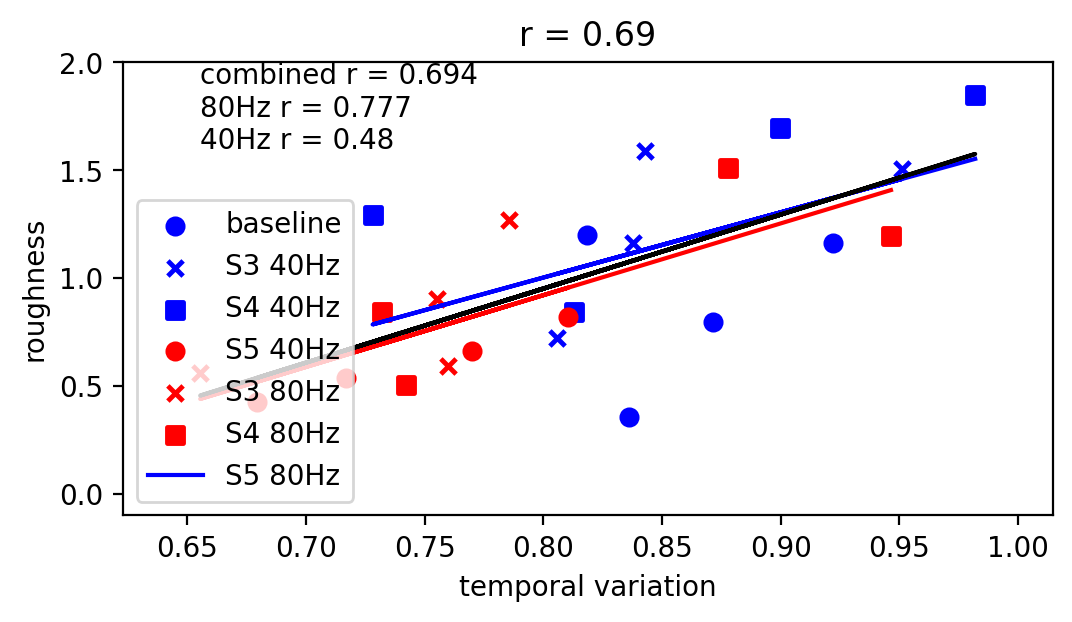 r = 0.69
combined r = 0.694
80Hz r = 0.777
40Hz r = 0.48
baseline
S3 40Hz
S4 40Hz
S5 40Hz
S3 80Hz
S4 80Hz
S5 80Hz
2.0
1.5
1.0
0.5
0.0
roughness
0.65 0.70 0.75 0.80 0.85 0.90 0.95 1.00
temporal variation